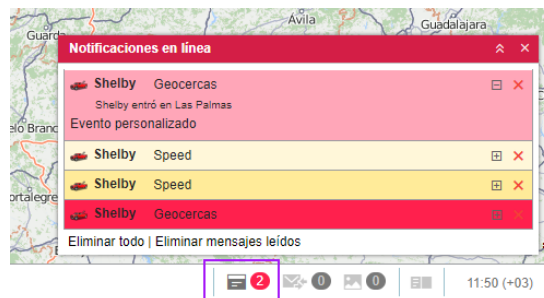 Ávila
Guadalajara
Guarda
Notificaciones en línea
Shelby Geocercas
Shelby entró en Las Palmas
Evento personalizado
elo Branc
Shelby Speed
Shelby Speed
ortalegre
Shelby Geocercas
Eliminar todo | Eliminar mensajes leídos
2 0 0 11:50 (+03)